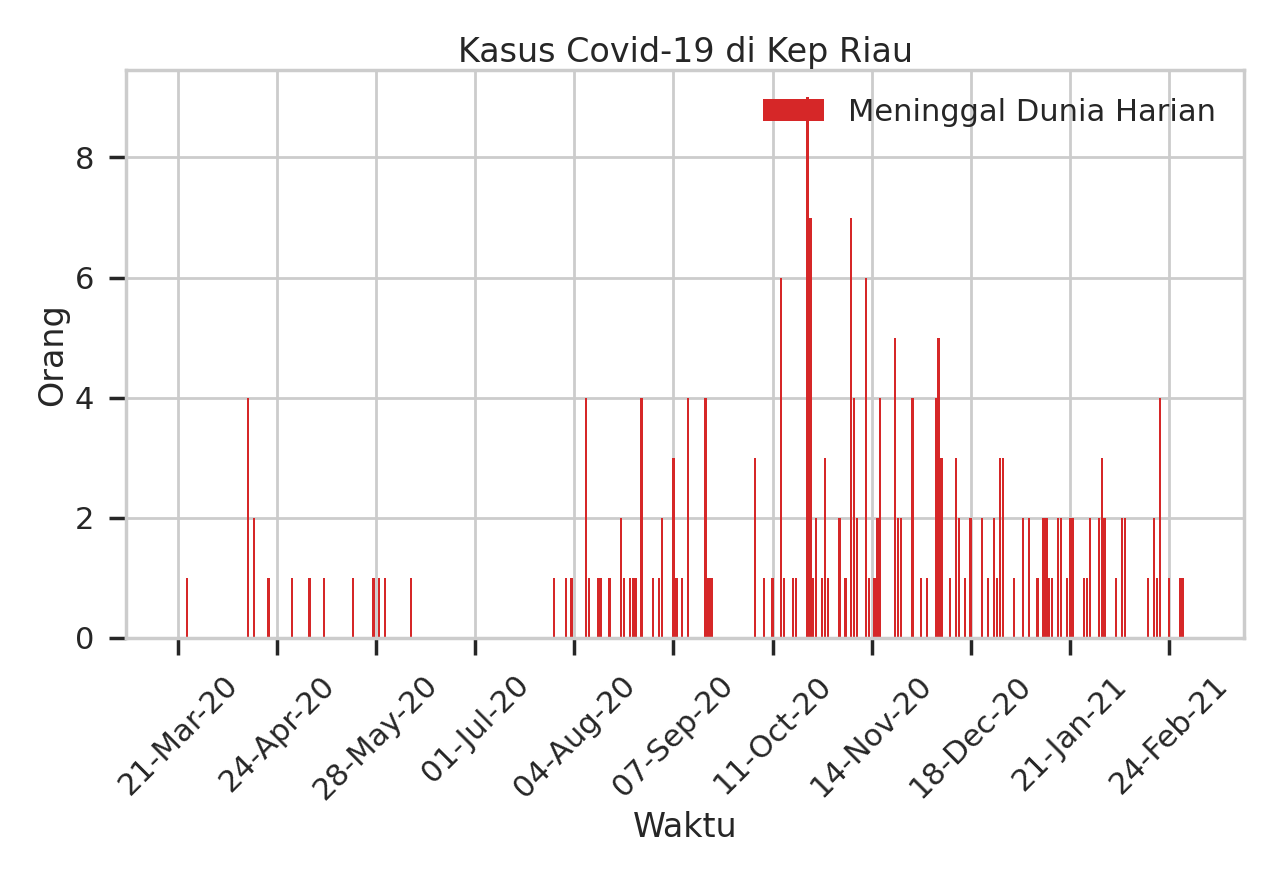 Kasus Covid-19 di Kep Riau
Meninggal Dunia Harian
Orang
8
6
4
2
0
21-Mar-20
24-Apr-20
28-May-20
01-Jul-20
04-Aug-20
07-Sep-20
11-Oct-20
14-Nov-20
18-Dec-20
21-Jan-21
24-Feb-21
Waktu